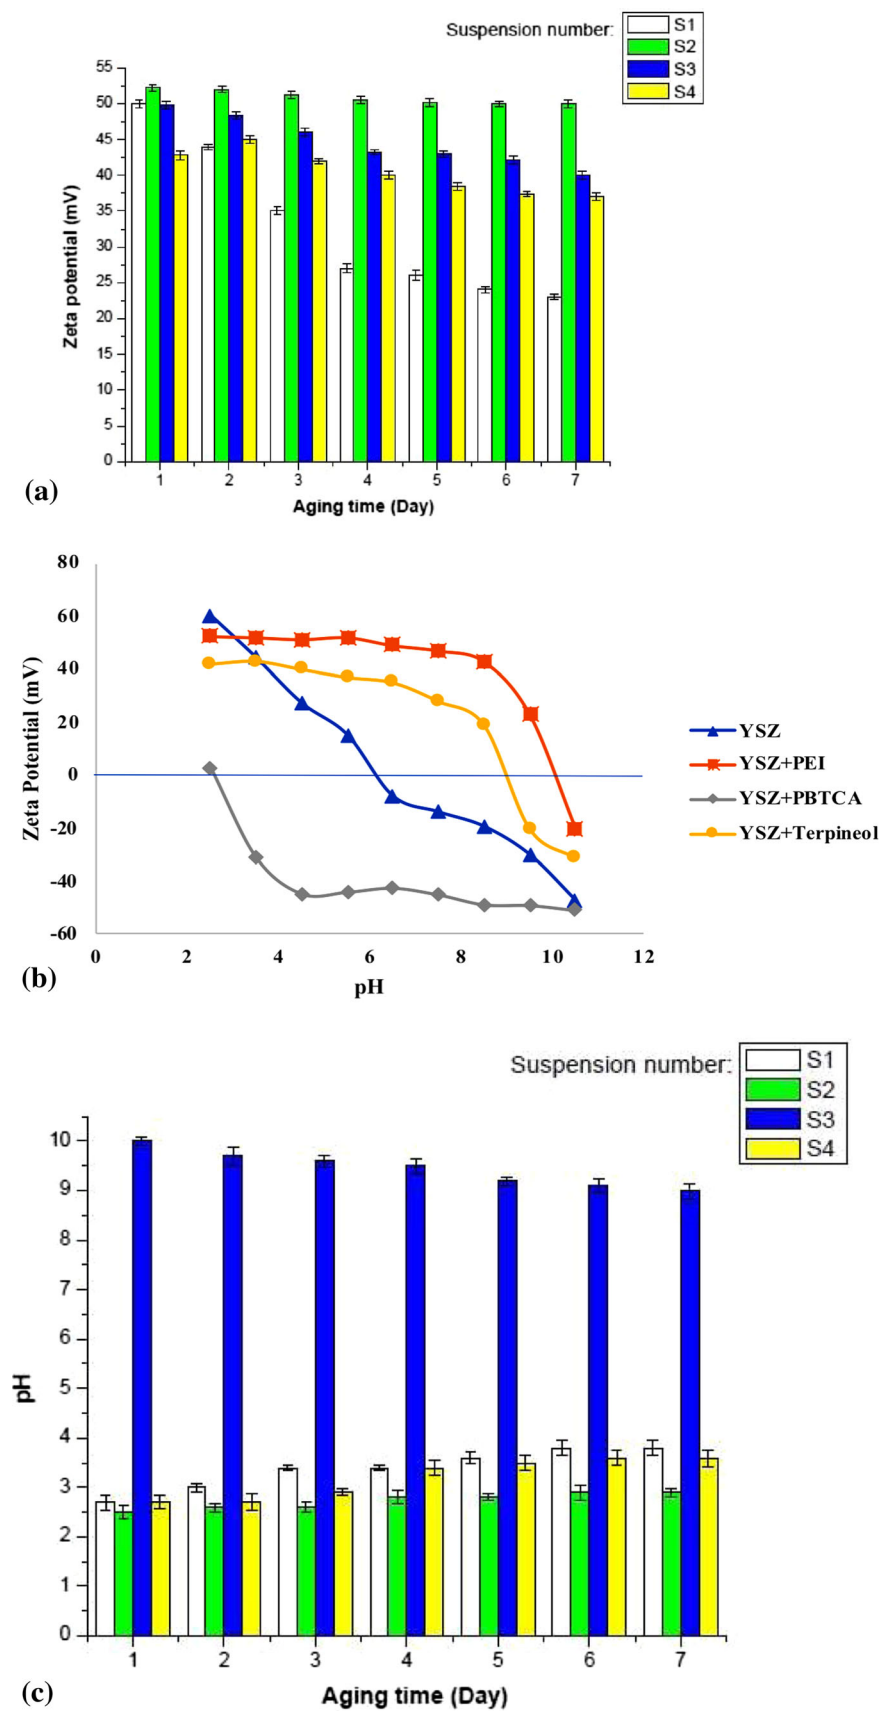 Suspension number:
S1
S2
S3
S4
55
50
45
40
35
30
25
20
15
10
5
0
Zeta potential (mV)
1 2 3 4 5 6 7
Aging time (Day)
(a)
80
60
40
20
0
-20
-40
-60
Zeta Potential (mV)
0 2 4 6 8 10 12
pH
YSZ
YSZ+PEI
YSZ+PBTCA
YSZ+Terpineol
(b)
Suspension number:
S1
S2
S3
S4
10
9
8
7
6
5
4
3
2
1
0
pH
1 2 3 4 5 6 7
Aging time (Day)
(c)